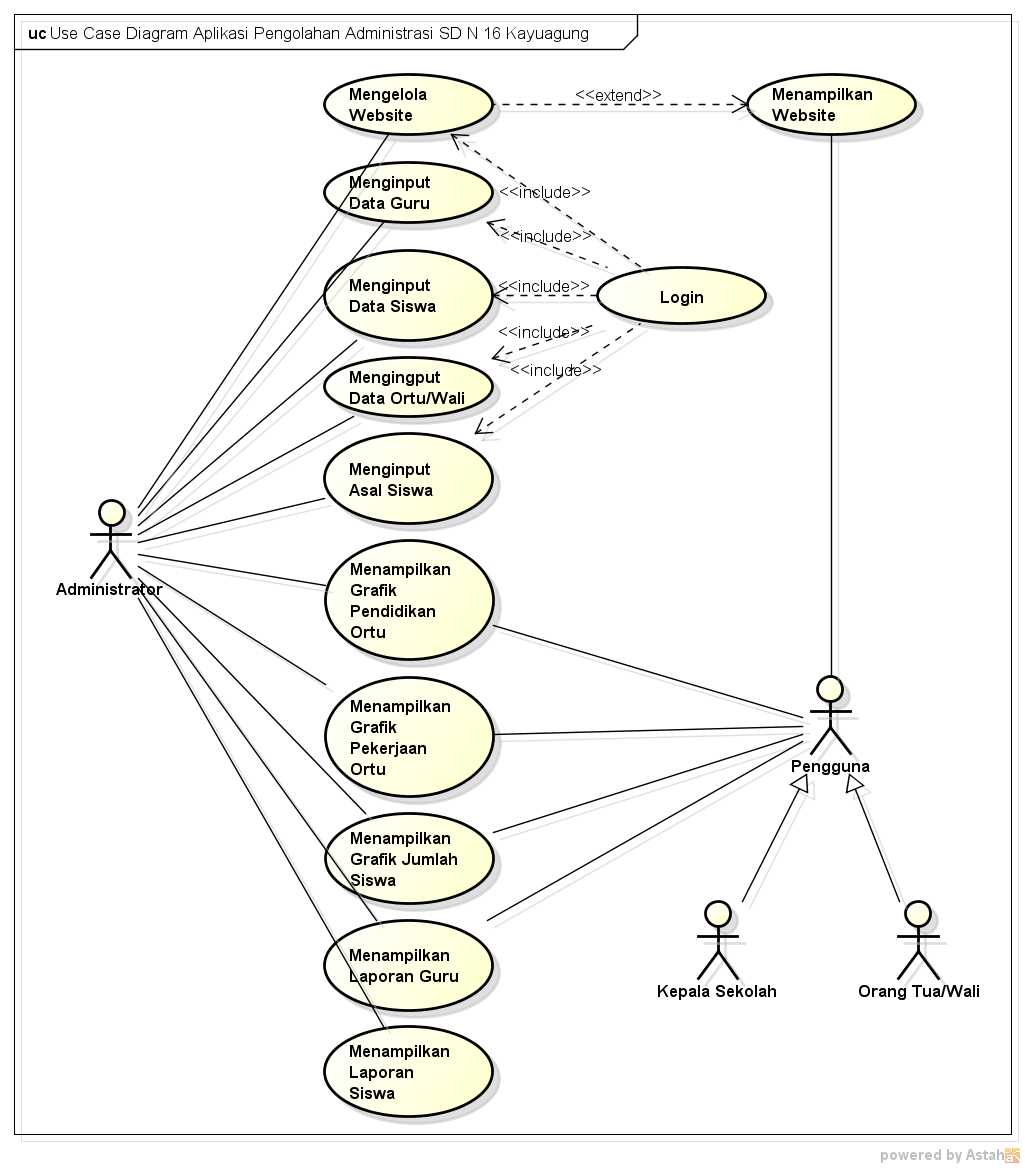 uc Use Case Diagram Aplikasi Pengolahan Administrasi SD N 16 Kayuagung
Mengelola
Website
<<extend>>
Menampilkan
Website
Menginput
Data Guru
<<include>>
<<include>>
Menginput
Data Siswa
<<include>>
Login
<<include>>
Mengingput
Data Ortu/Wali
<<include>>
Menginput
Asal Siswa
Administrator
Menampilkan
Grafik
Pendidikan
Ortu
Menampilkan
Grafik
Pekerjaan
Ortu
Pengguna
Menampilkan
Grafik Jumlah
Siswa
Menampilkan
Laporan Guru
Kepala Sekolah
Orang Tua/Wali
Menampilkan
Laporan
Siswa
powered by Astah